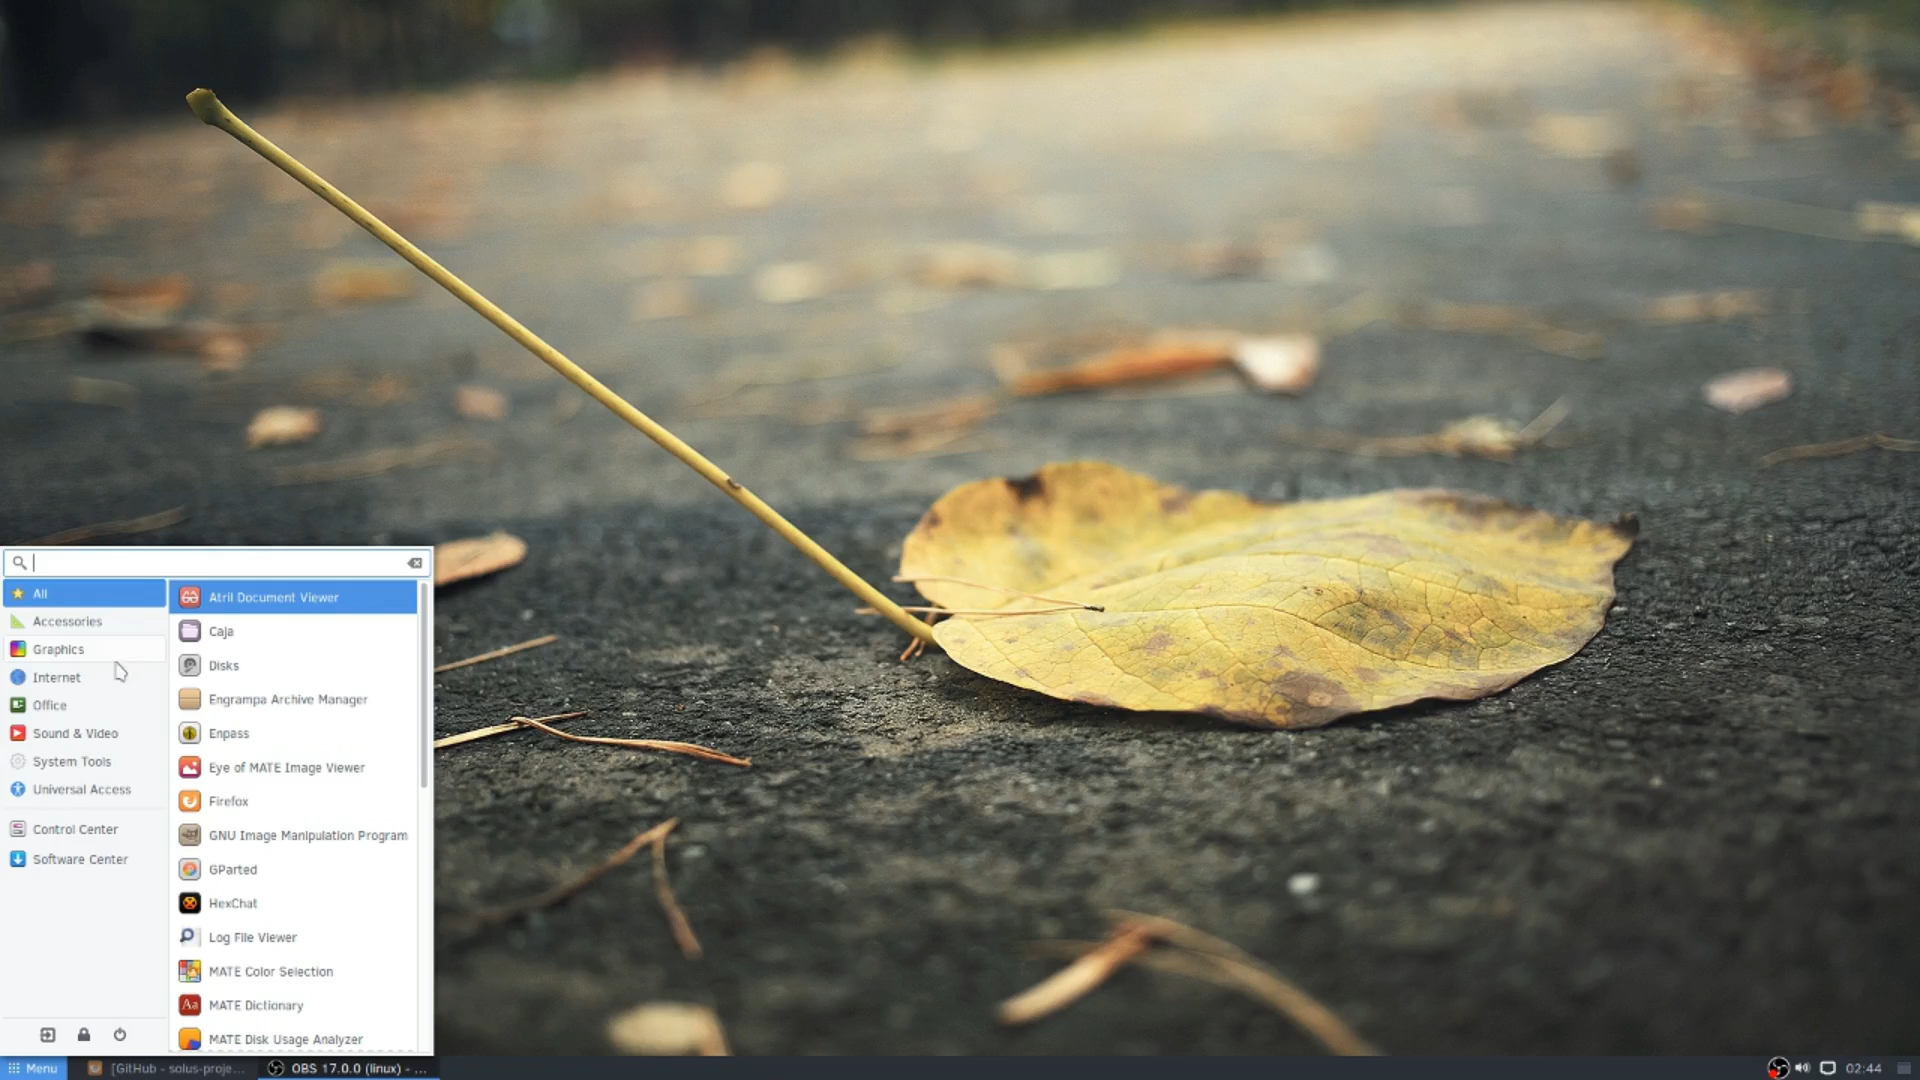 All
Accessories
Graphics
Internet
Office
Sound & Video
System Tools
Universal Access
Control Center
Software Center
Atril Document Viewer
Caja
Disks
Engrampa Archive Manager
Enpass
Eye of MATE Image Viewer
Firefox
GNU Image Manipulation Program
GParted
HexChat
Log File Viewer
MATE Color Selection
Aa MATE Dictionary
MATE Disk Usage Analyzer
Menu
[GitHub - solus-proje...
OBS 17.0.0 (linux) - ...
02:44